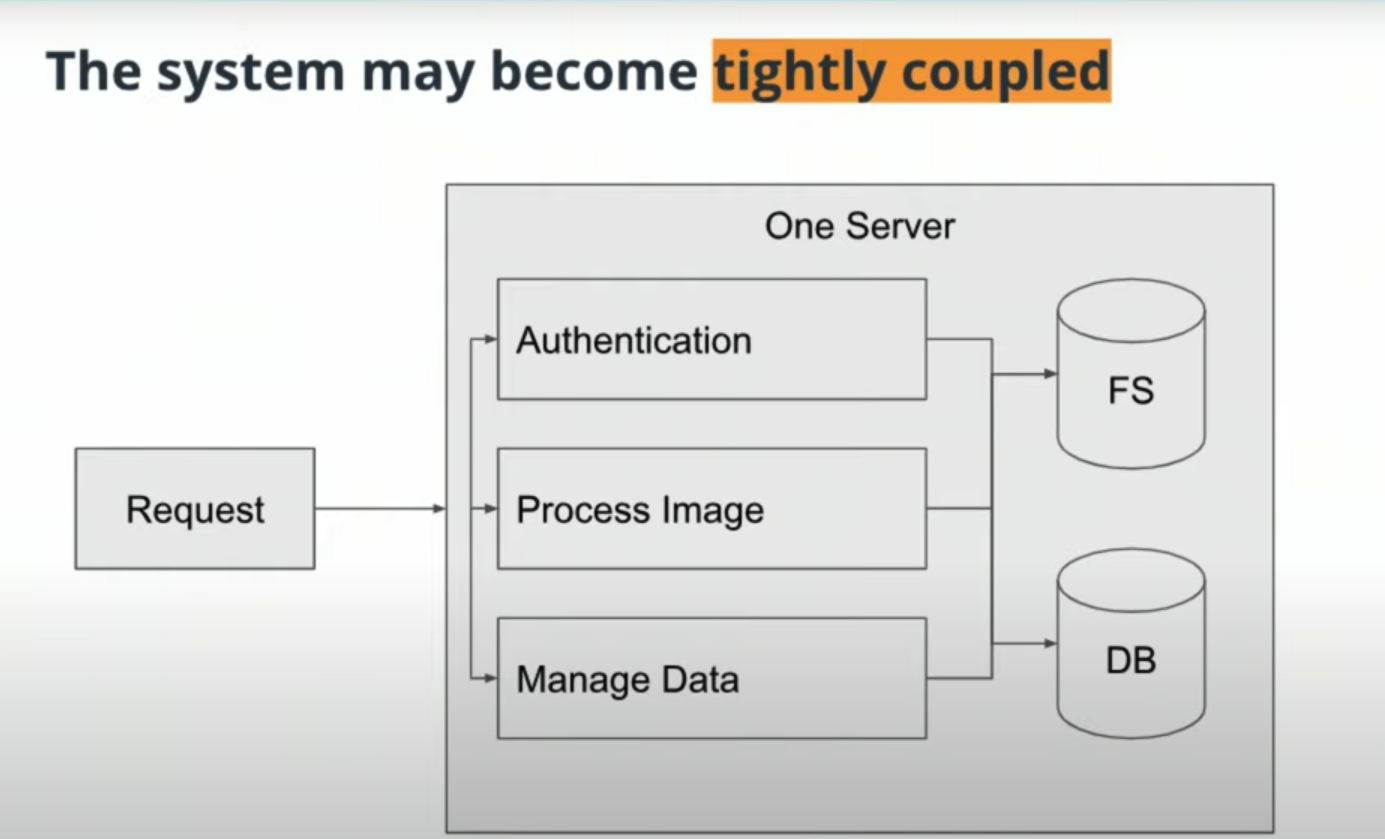 The system may become tightly coupled
One Server
Authentication
FS
Request
Process Image
Manage Data
DB